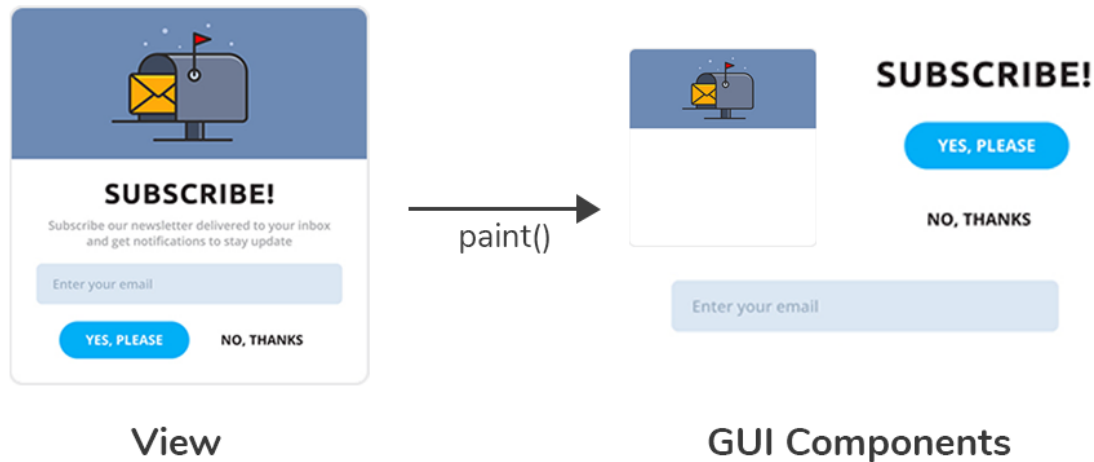 SUBSCRIBE!
Subscribe our newsletter delivered to your inbox
and get notifications to stay update
Enter your email
YES, PLEASE
NO, THANKS
View
paint()
SUBSCRIBE!
YES, PLEASE
NO, THANKS
Enter your email
GUI Components